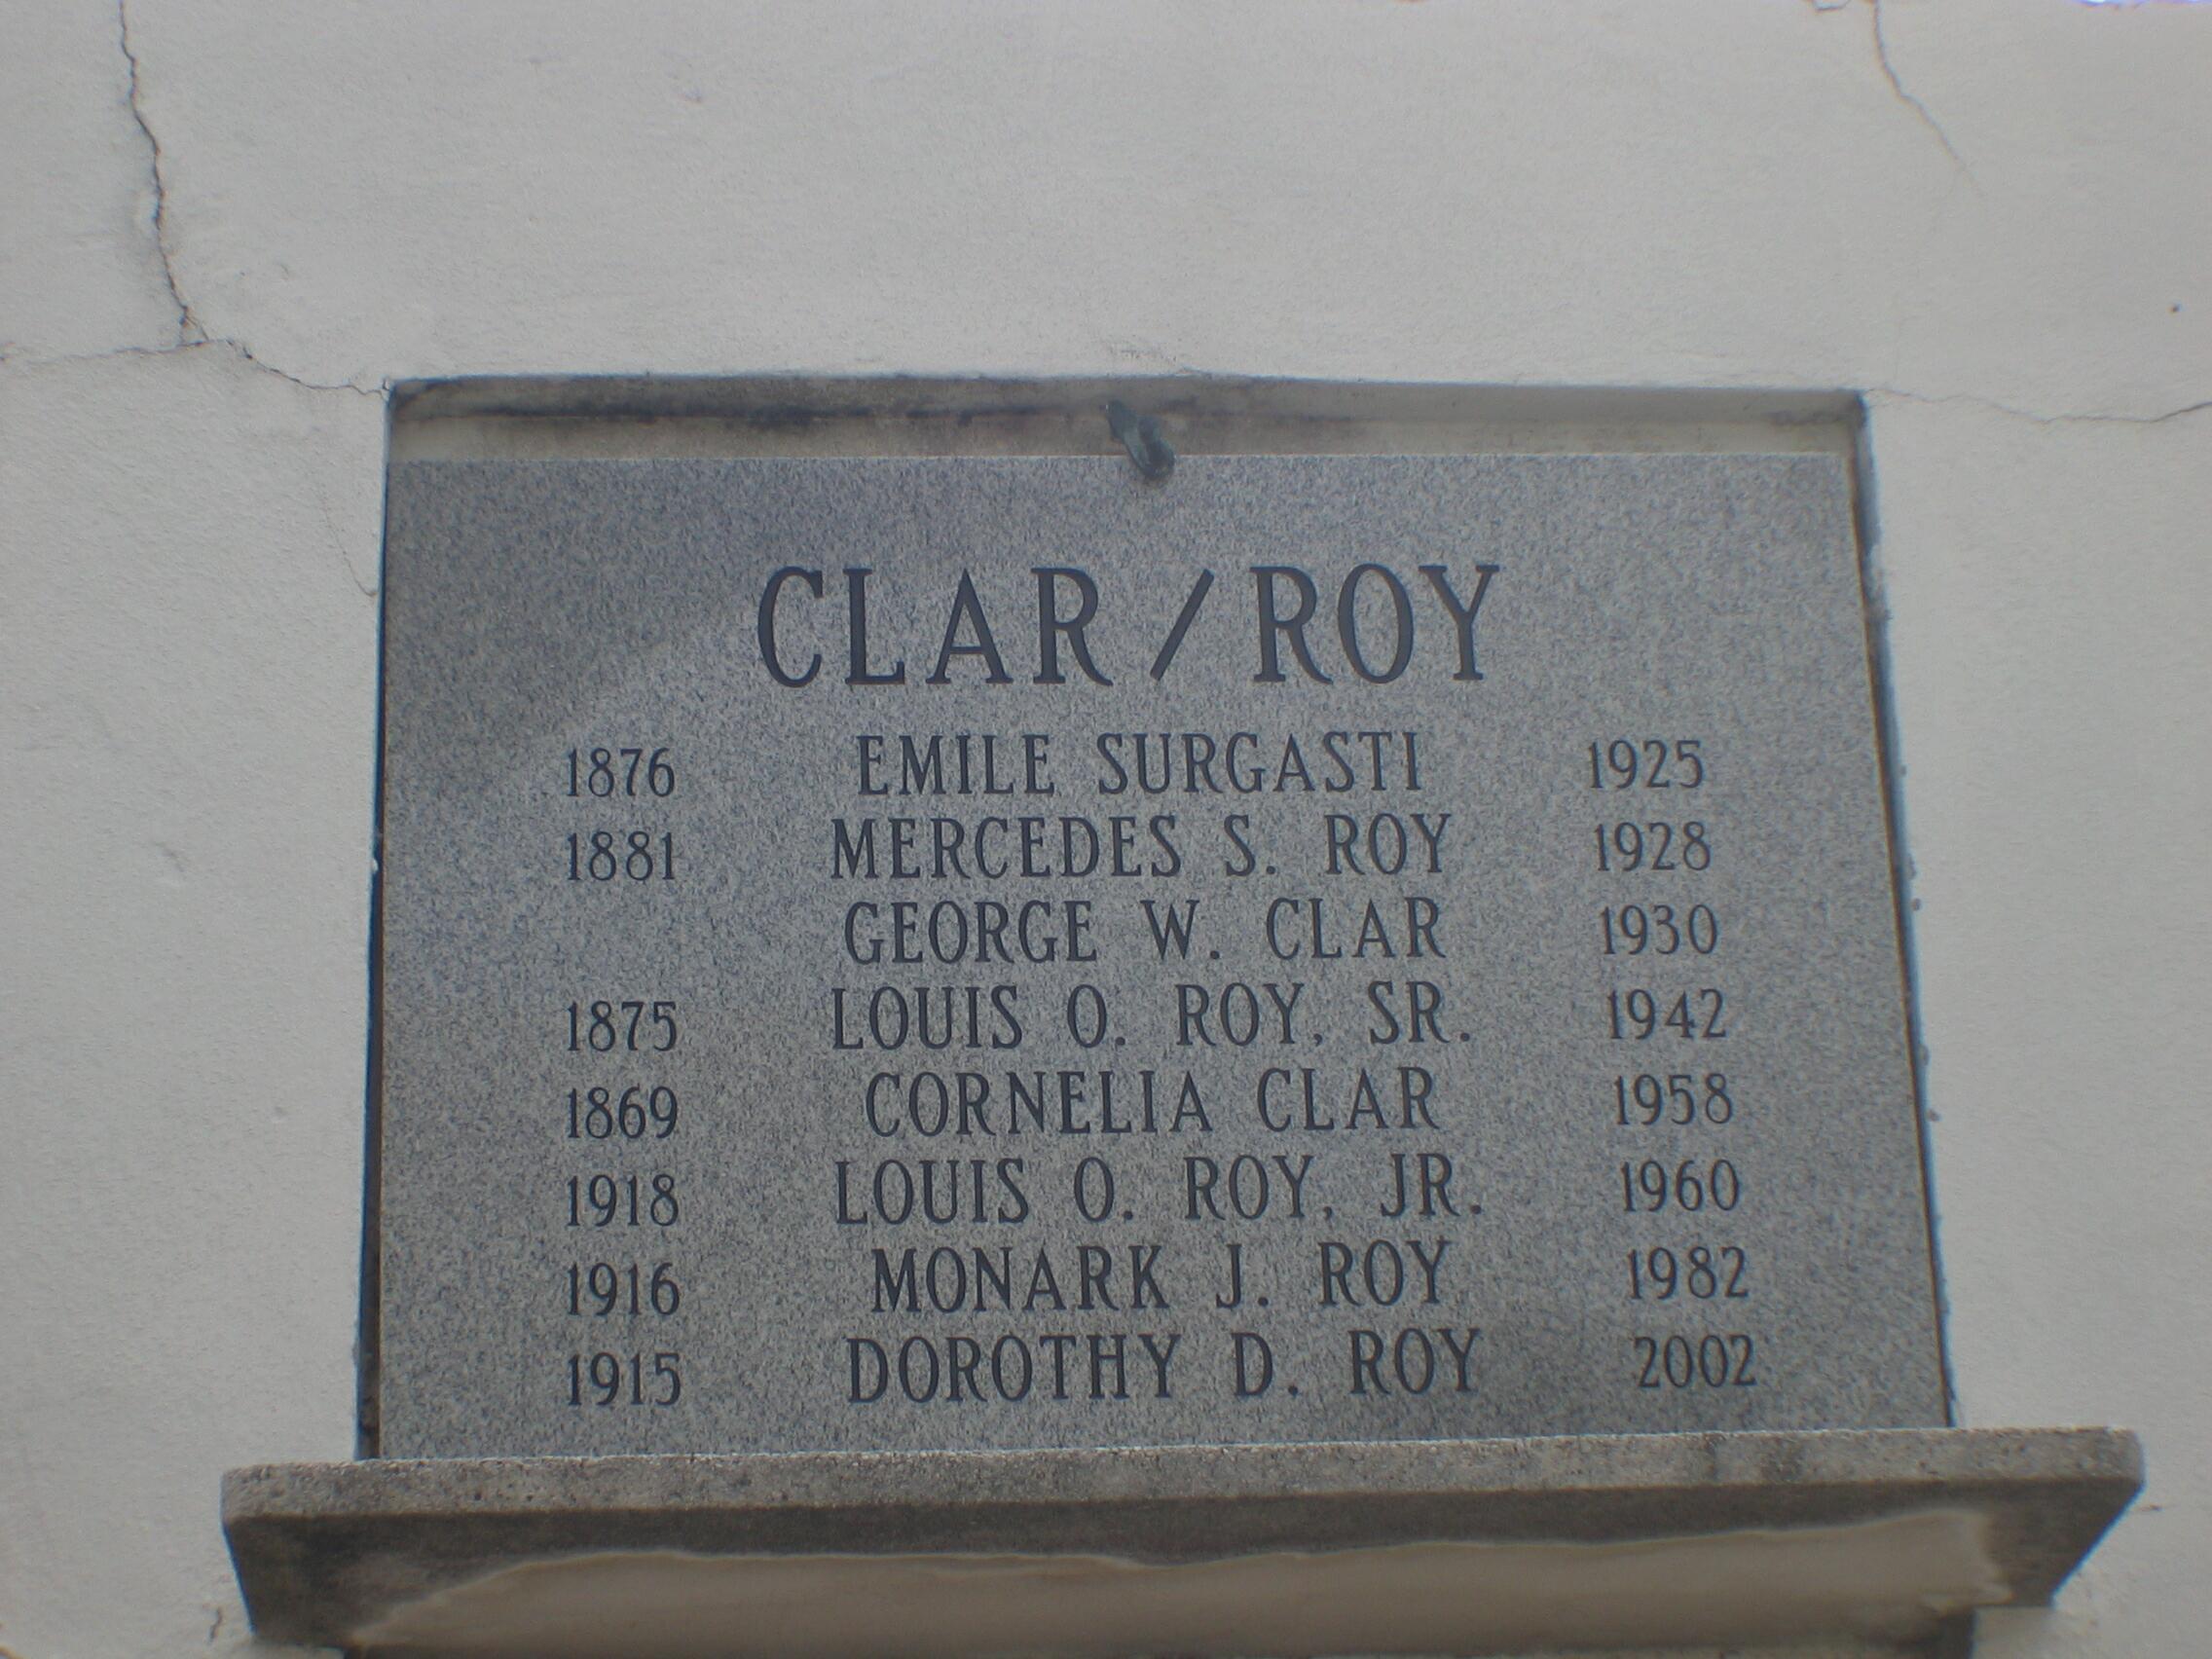 CLAR/ROY
1876 EMILE SURGASTI 1925
1881 MERCEDES S. ROY 1928
GEORGE W. CLAR 1930
1875 LOUIS O. ROY, SR. 1942
1869 CORNELIA CLAR 1958
1918 LOUIS O. ROY, JR. 1960
1916 MONARK J. ROY 1982
1915 DOROTHY D. ROY 2002